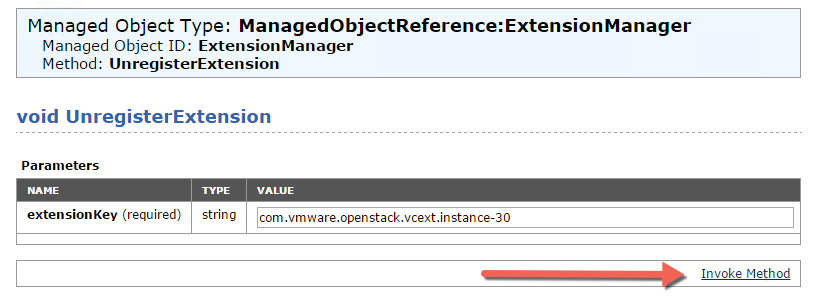 Managed Object Type: ManagedObjectReference:ExtensionManager
Managed Object ID: ExtensionManager
Method: UnregisterExtension
void UnregisterExtension
Parameters
NAME TYPE VALUE
extensionKey (required) string com.vmware.openstack.vcext.instance-30
Invoke Method